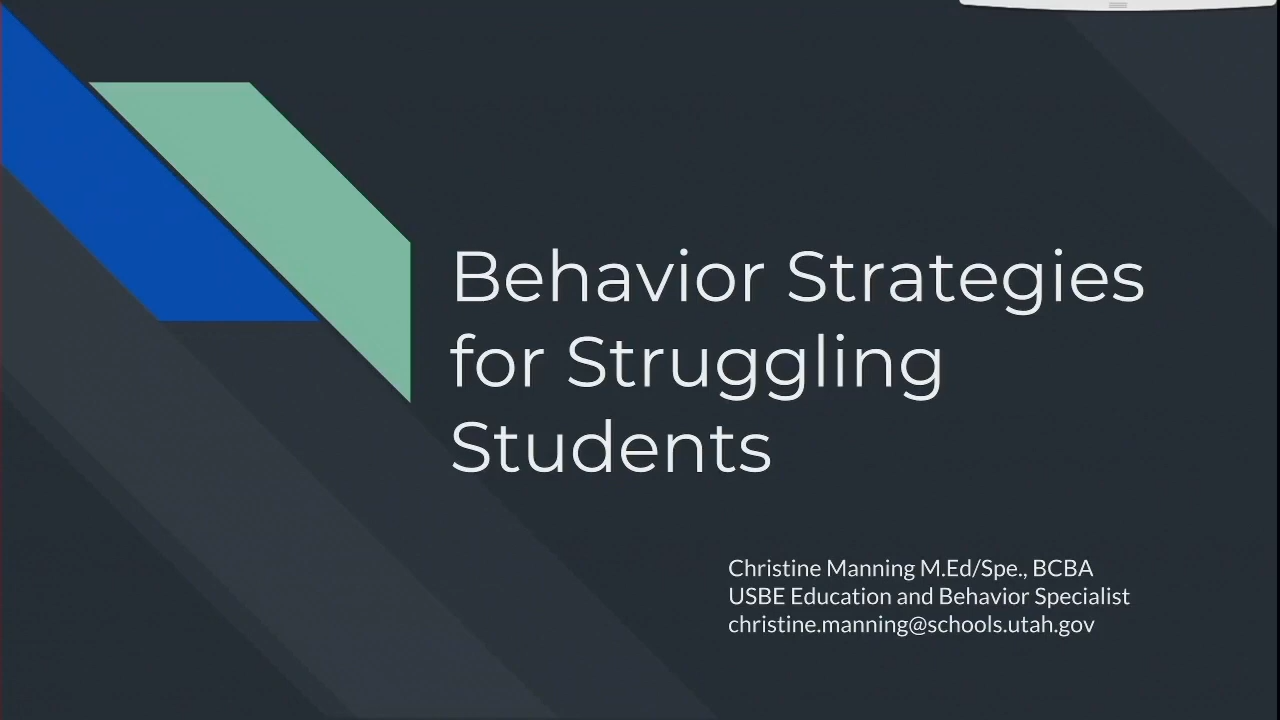 Behavior Strategies
for Struggling
Students
Christine Manning M.Ed/Spe., BCBA
USBE Education and Behavior Specialist
christine.manning@schools.utah.gov